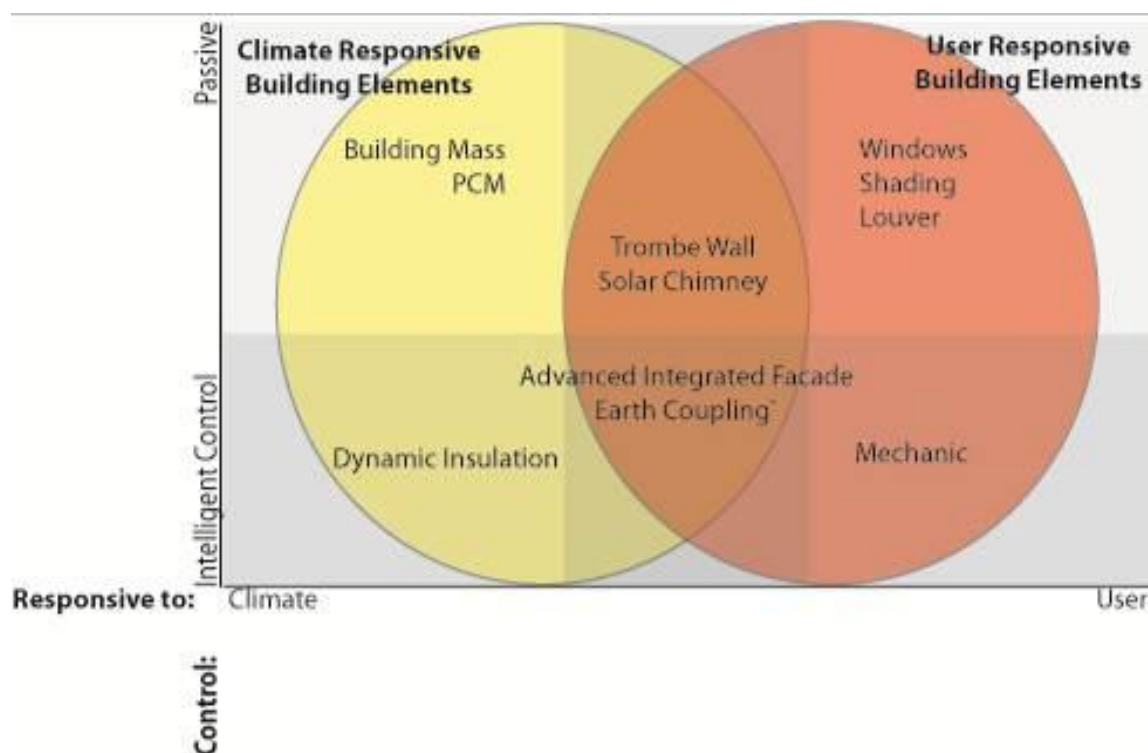 Passive
Climate Responsive
Building Elements
User Responsive
Building Elements
Building Mass
PCM
Windows
Shading
Louver
Trombe Wall
Solar Chimney
Intelligent Control
Advanced Integrated Facade
Earth Coupling
Dynamic Insulation
Mechanic
Responsive to: Climate User
Control: